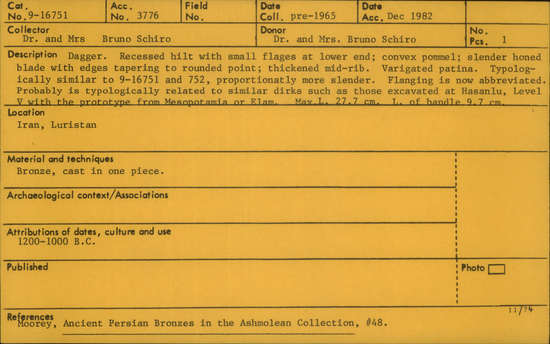 Cat. Acc. Field Date Date
No. 9-16751 No. 3776 No. Coll. pre-1965 Acc. Dec 1982
Collector Donor No.
Dr. and Mrs Bruno Schiro Dr. and Mrs. Bruno Schiro Pcs. 1
Description Dagger. Recessed hilt with small flages at lower end; convex pommel; slender honed
blade with edges tapering to rounded point; thickened mid-rib. Varigated patina. Typolog-
ically similar to 9-16751 and 752, proportionately more slender. Flanging is now abbreviated.
Probably is typologically related to similar dirks such as those excavated at Hasanlu, Level
V with the prototype from Mesopotamia or Elam. Max.L. 27.7 cm. L. of handle 9.7 cm.
Location
Iran, Luristan
Material and techniques
Bronze, cast in one piece.
Archaeological context/Associations
Attributions of dates, culture and use
1200-1000 B.C.
Published Photo
11/74
References
Moorey, Ancient Persian Bronzes in the Ashmolean Collection, #48.